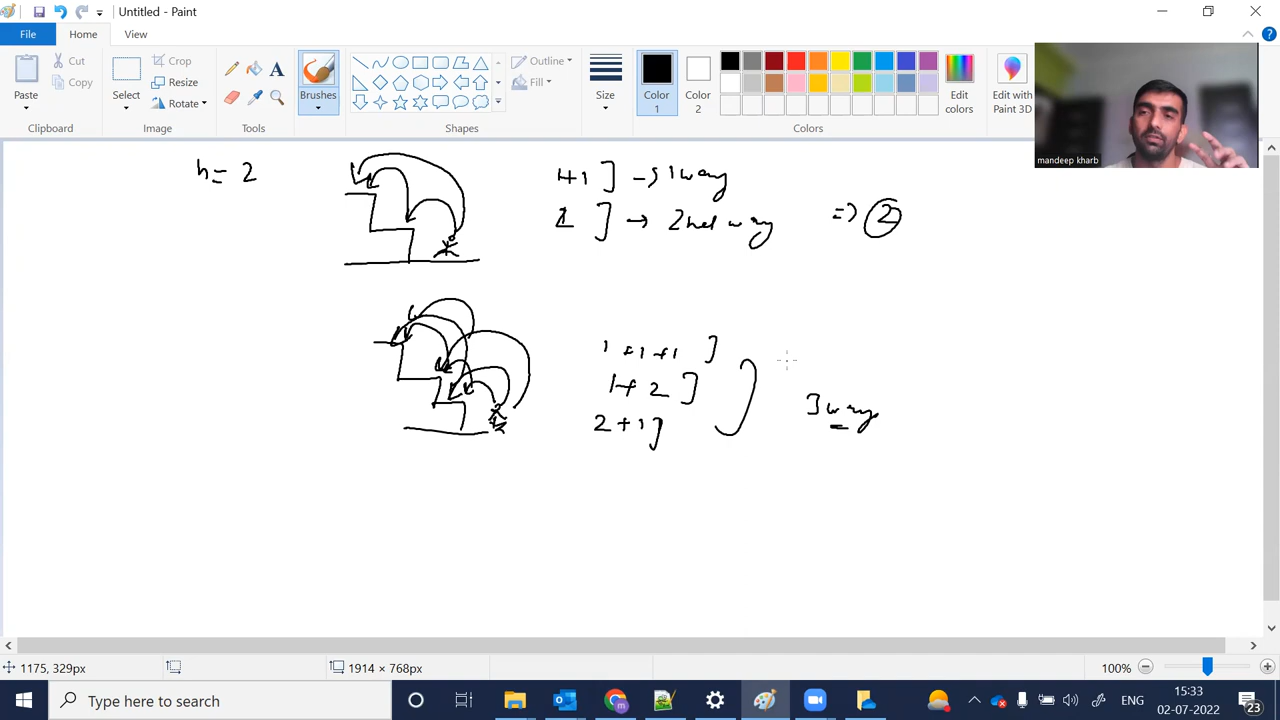 Untitled - Paint
File
Home
View
Paste
Cut
Copy
Clipboard
Select
Crop
Resize
Rotate
Image
Tools
Brushes
Shapes
Outline
Fill
Size
Color 1
Color 2
Edit colors
Edit with Paint 3D
Colors
mandeep kharb
n = 2
1+1 ] → 1 way
2 ] → 2nd way => 2
1+1+1 ]
1+2 ]
2+1 ]
3 way
1175, 329px
1914 × 768px
100%
Type here to search
ENG
15:33
02-07-2022
23